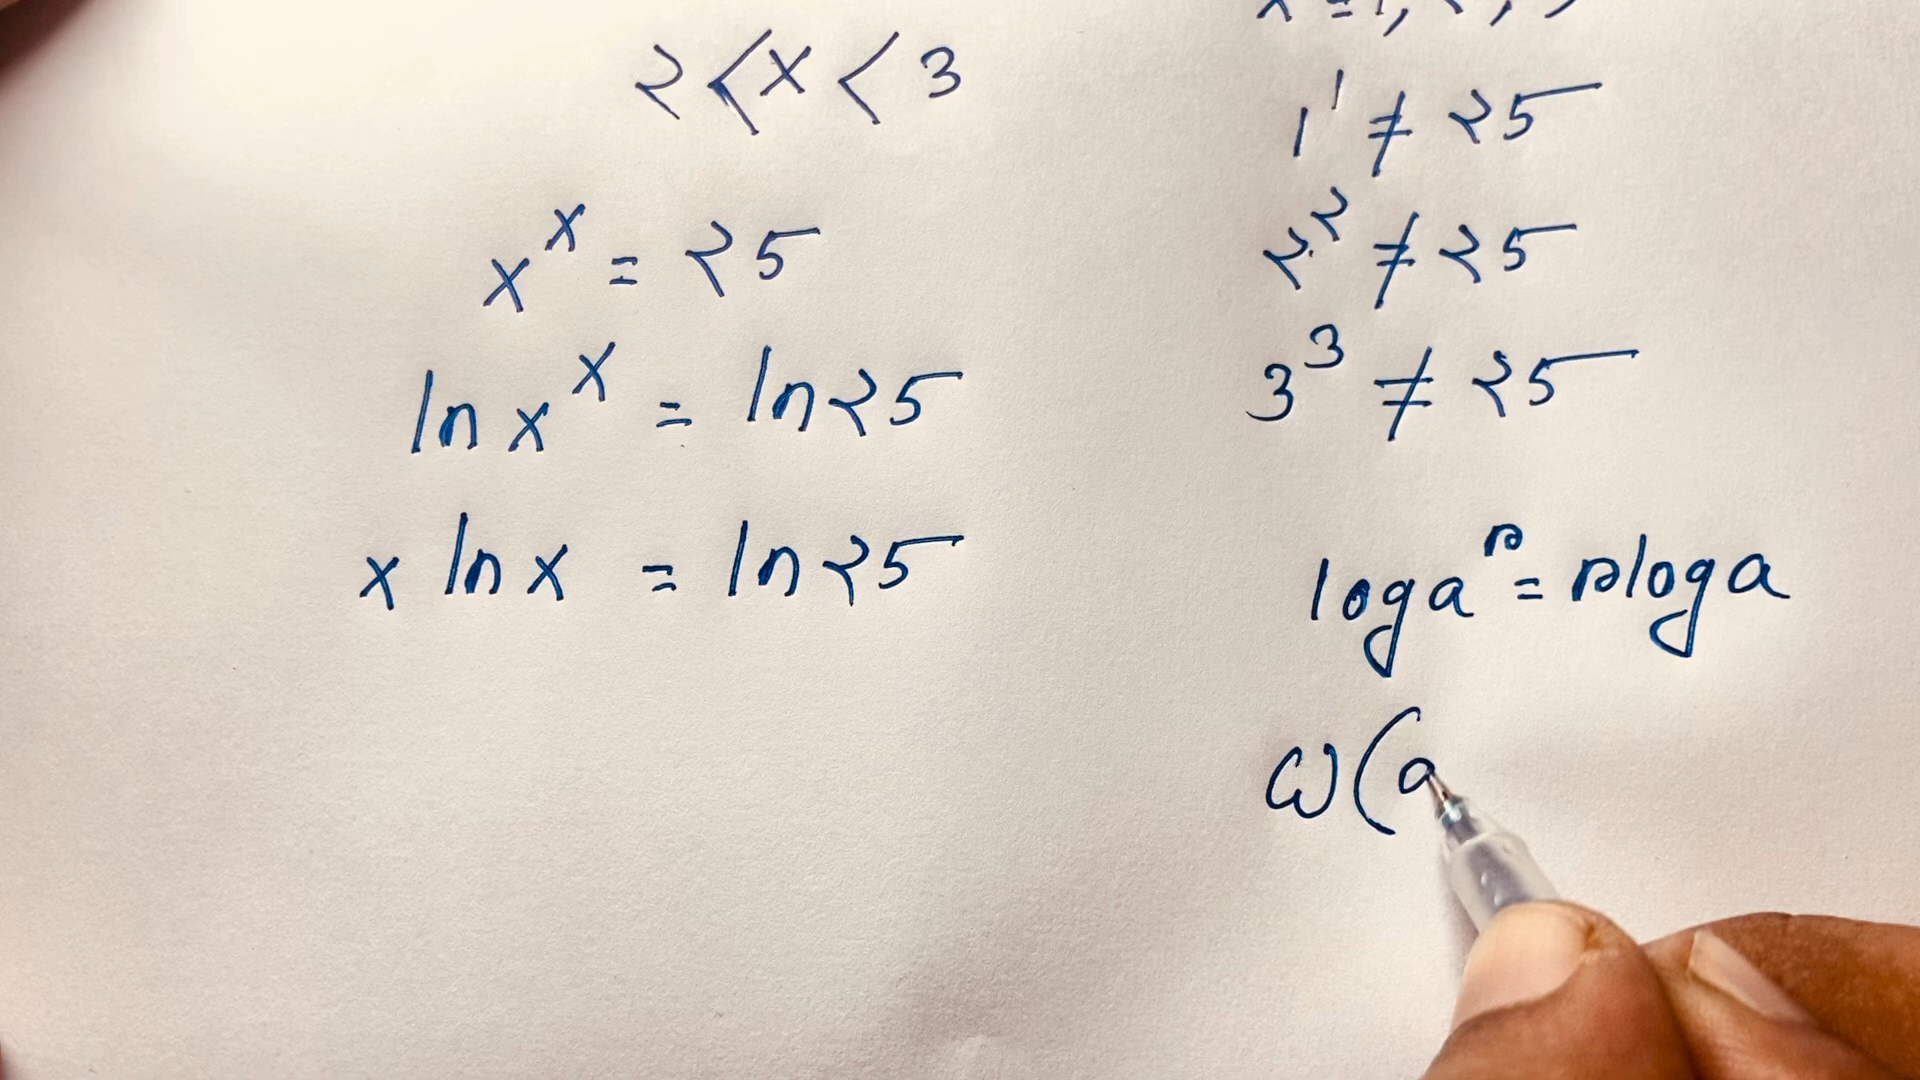 2 < x < 3
x^x = 25
ln x^x = ln 25
x ln x = ln 25
1^1 ≠ 25
2^2 ≠ 25
3^3 ≠ 25
log a^n = n log a
W(a